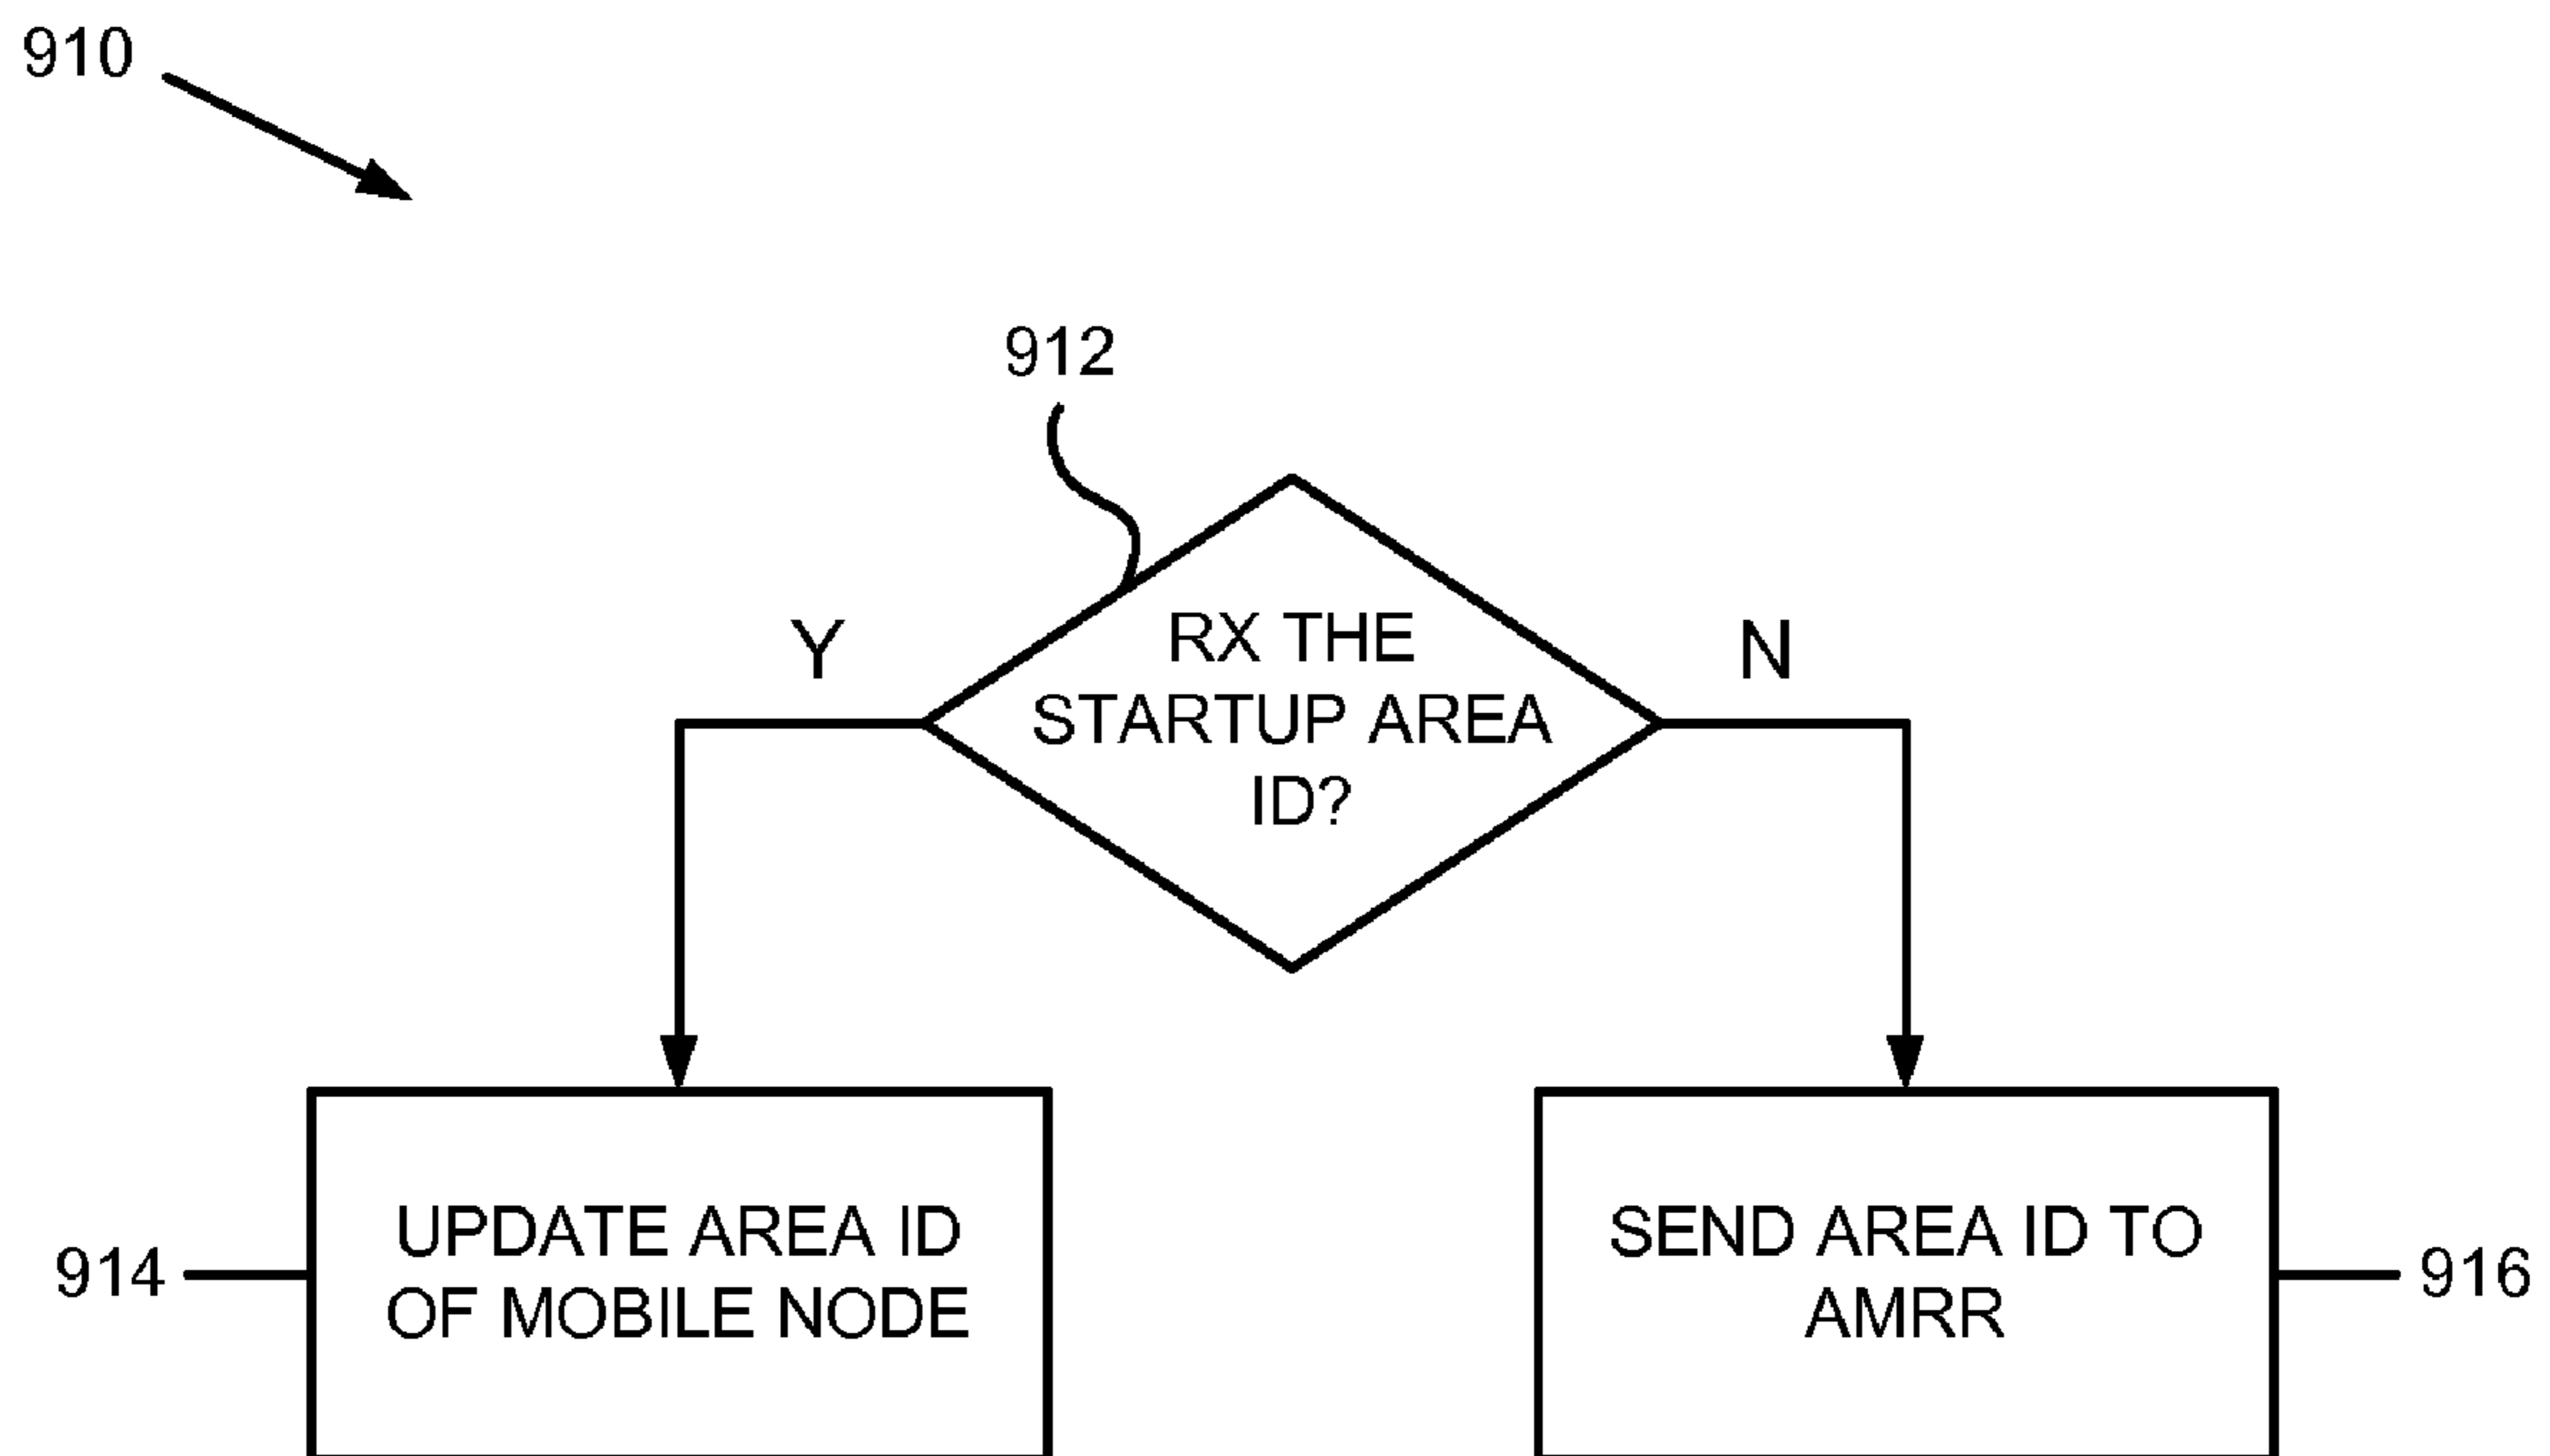 910
912
Y
N
RX THE
STARTUP AREA
ID?
914
UPDATE AREA ID
OF MOBILE NODE
SEND AREA ID TO
AMRR
916